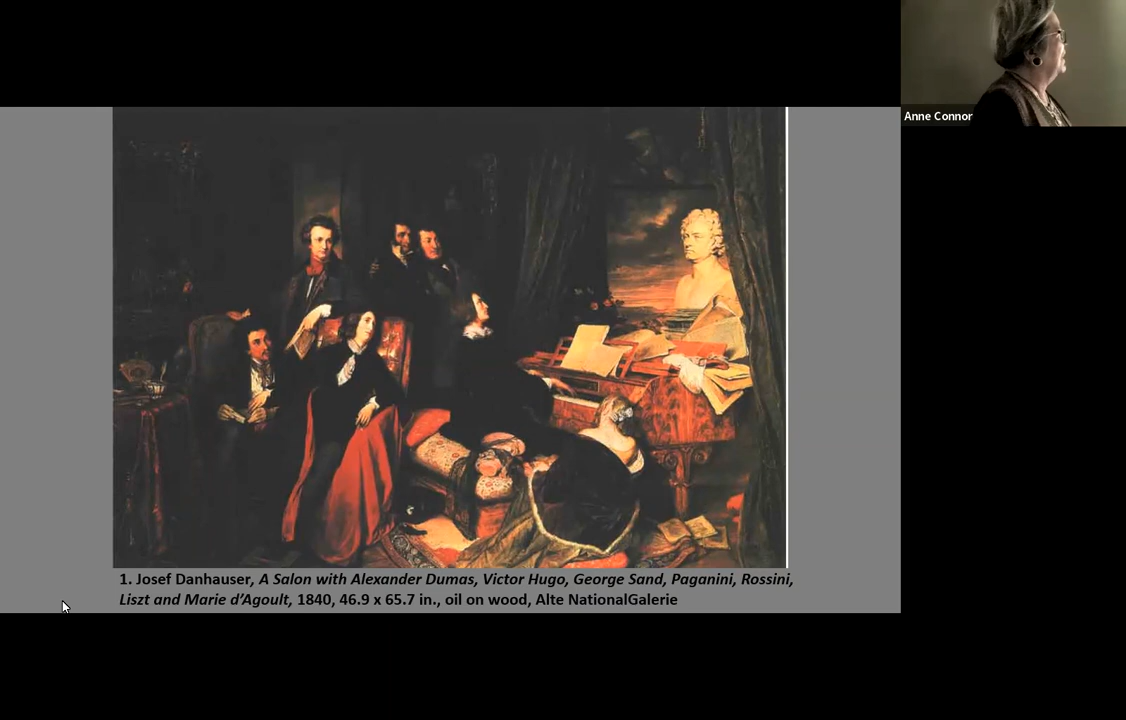 Anne Connor
1. Josef Danhauser, A Salon with Alexander Dumas, Victor Hugo, George Sand, Paganini, Rossini,
Liszt and Marie d’Agoult, 1840, 46.9 x 65.7 in., oil on wood, Alte NationalGalerie